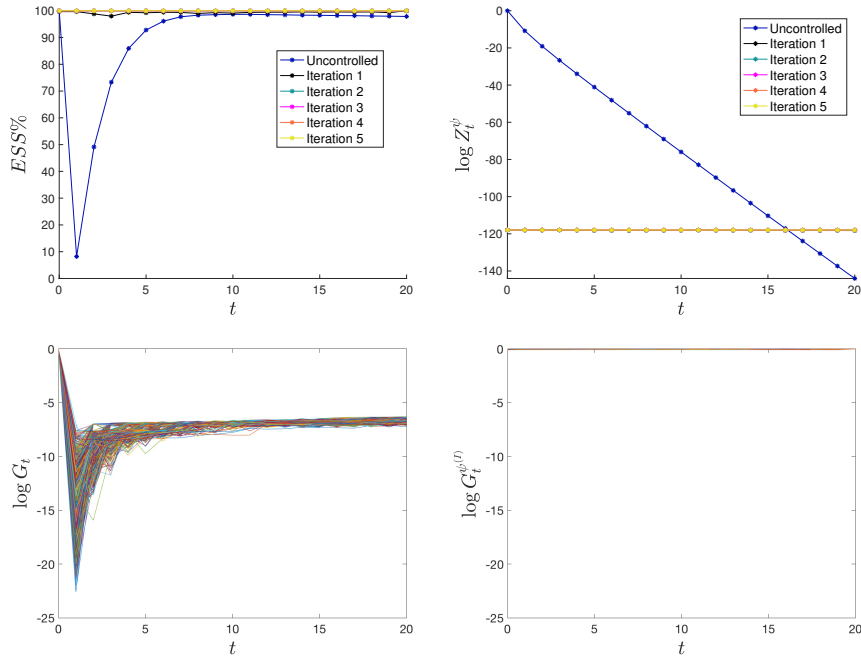 100
90
80
70
60
50
40
30
20
10
0
ESS%
Uncontrolled
Iteration 1
Iteration 2
Iteration 3
Iteration 4
Iteration 5
0 5 10 15 20
t
0
-20
-40
-60
-80
-100
-120
-140
log Z_t^ψ
Uncontrolled
Iteration 1
Iteration 2
Iteration 3
Iteration 4
Iteration 5
0 5 10 15 20
t
0
-5
-10
-15
-20
-25
log G_t
0 5 10 15 20
t
0
-5
-10
-15
-20
-25
log G_t^{ψ^{(I)}}
0 5 10 15 20
t